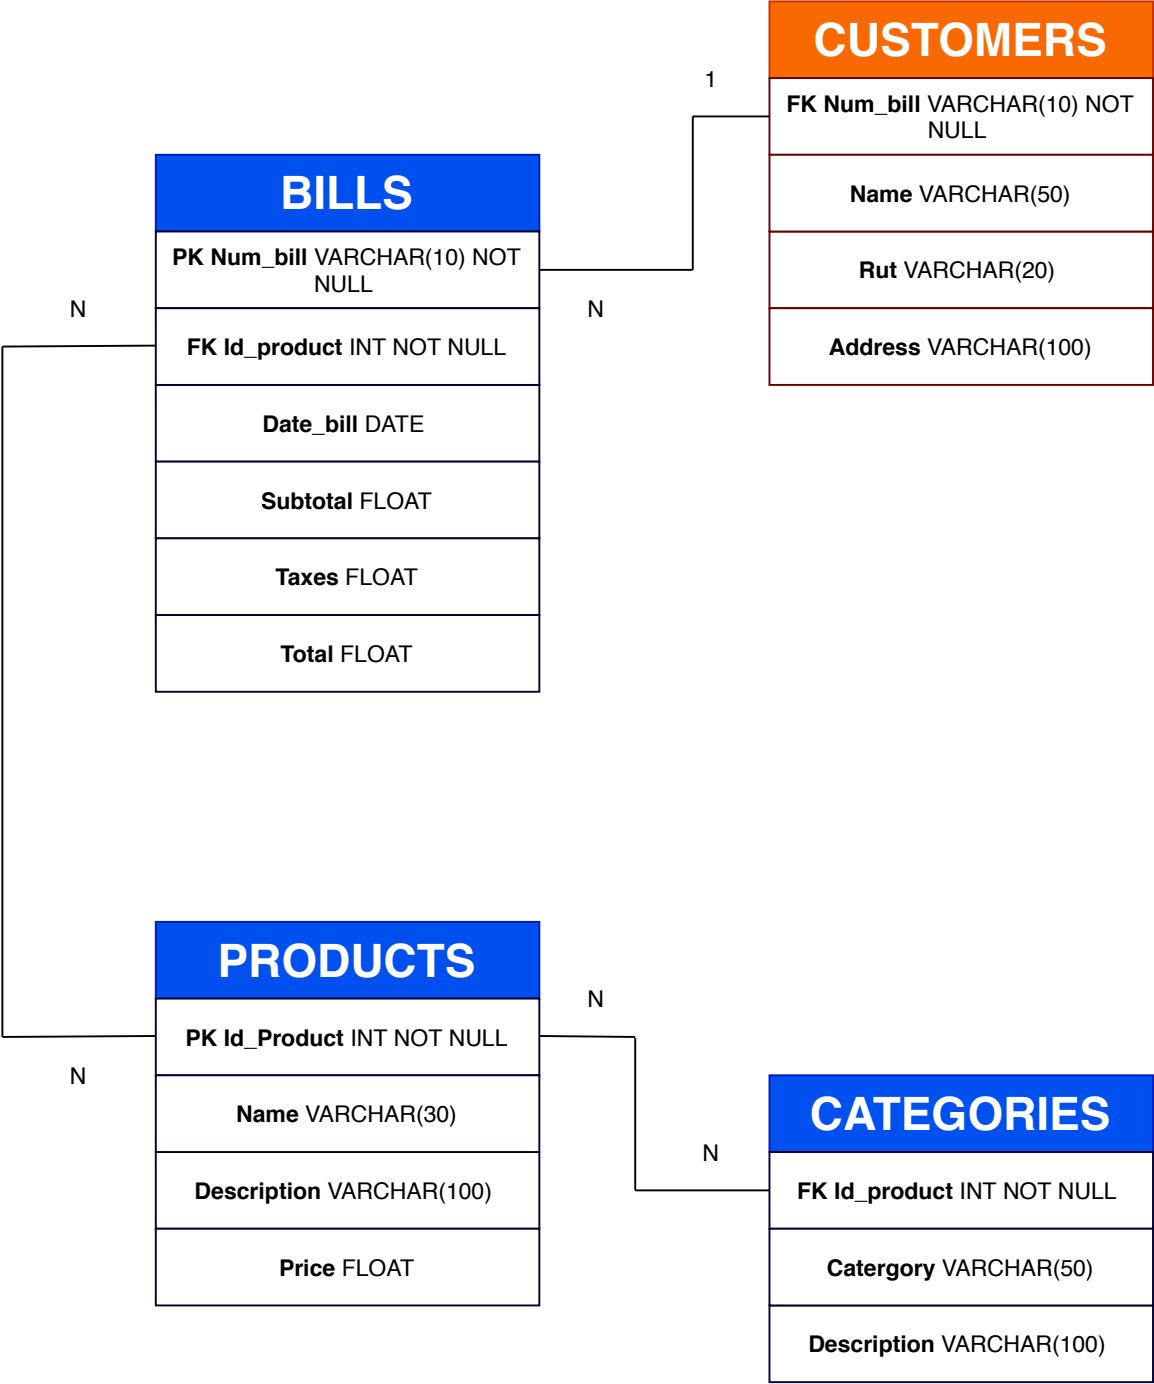 CUSTOMERS
FK Num_bill VARCHAR(10) NOT
NULL
Name VARCHAR(50)
Rut VARCHAR(20)
Address VARCHAR(100)
1
BILLS
PK Num_bill VARCHAR(10) NOT
NULL
FK Id_product INT NOT NULL
Date_bill DATE
Subtotal FLOAT
Taxes FLOAT
Total FLOAT
N
N
PRODUCTS
PK Id_Product INT NOT NULL
Name VARCHAR(30)
Description VARCHAR(100)
Price FLOAT
N
N
N
CATEGORIES
FK Id_product INT NOT NULL
Catergory VARCHAR(50)
Description VARCHAR(100)